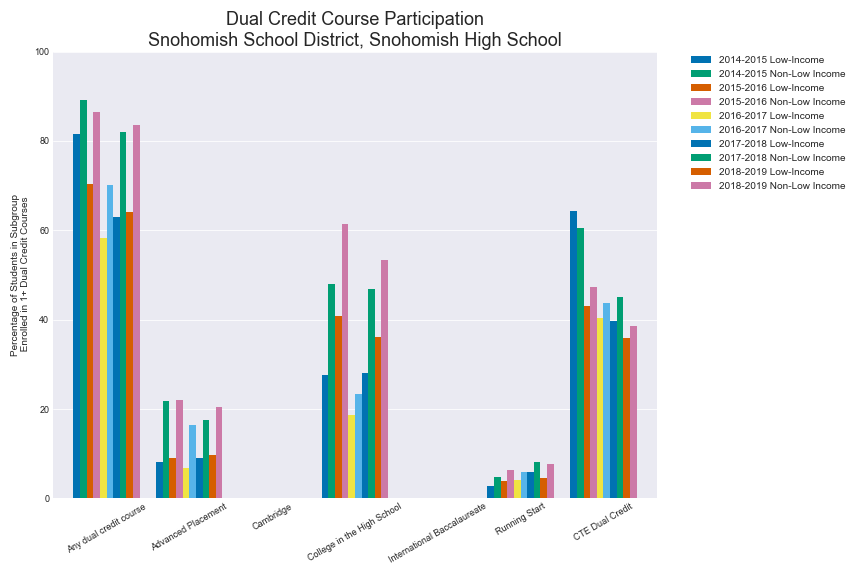 Dual Credit Course Participation
Snohomish School District, Snohomish High School
Percentage of Students in Subgroup
Enrolled in 1+ Dual Credit Courses
100
80
60
40
20
0
Any dual credit course
Advanced Placement
Cambridge
College in the High School
International Baccalaureate
Running Start
CTE Dual Credit
2014-2015 Low-Income
2014-2015 Non-Low Income
2015-2016 Low-Income
2015-2016 Non-Low Income
2016-2017 Low-Income
2016-2017 Non-Low Income
2017-2018 Low-Income
2017-2018 Non-Low Income
2018-2019 Low-Income
2018-2019 Non-Low Income